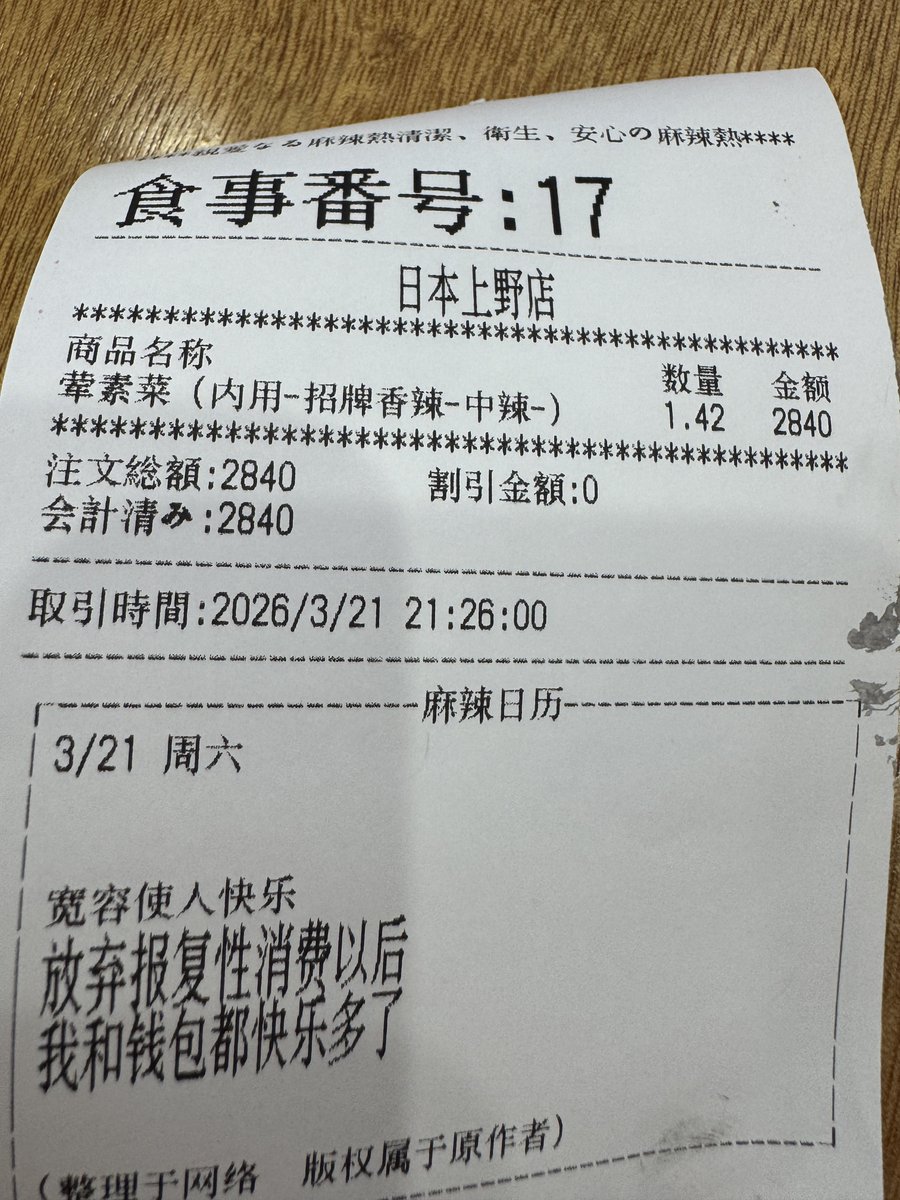 なる麻辣熱清潔、衛生、安心の麻辣熱****
食事番号:17
日本上野店
商品名称 数量 金额
荤素菜 (内用-招牌香辣-中辣-) 1.42 2840
注文総額:2840 割引金額:0
会計済み:2840
取引時間:2026/3/21 21:26:00
麻辣日历
3/21 周六
宽容使人快乐
放弃报复性消费以后
我和钱包都快乐多了
(整理于网络 版权属于原作者)